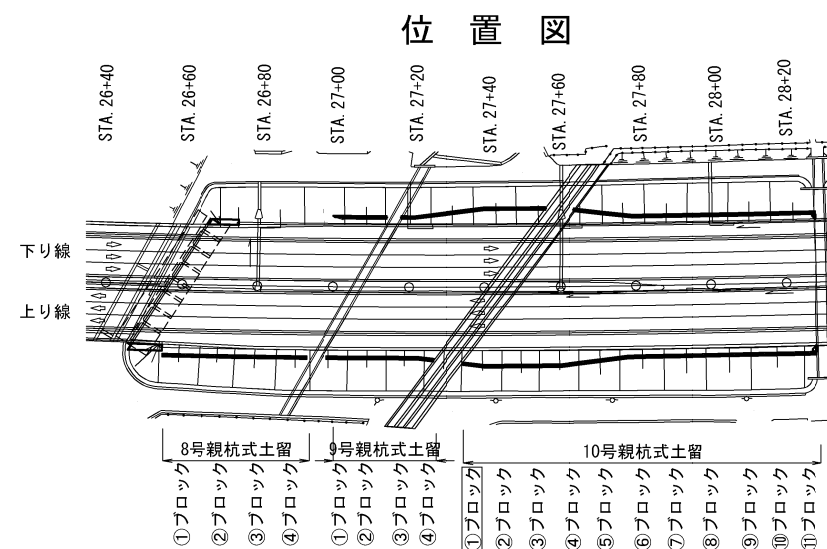 位置図
STA. 26+40
STA. 26+60
STA. 26+80
STA. 27+00
STA. 27+20
STA. 27+40
STA. 27+60
STA. 27+80
STA. 28+00
STA. 28+20
下り線
上り線
8号親杭式土留
9号親杭式土留
10号親杭式土留
①ブロック
②ブロック
③ブロック
④ブロック
①ブロック
②ブロック
③ブロック
④ブロック
①ブロック
②ブロック
③ブロック
④ブロック
⑤ブロック
⑥ブロック
⑦ブロック
⑧ブロック
⑨ブロック
⑩ブロック
⑪ブロック